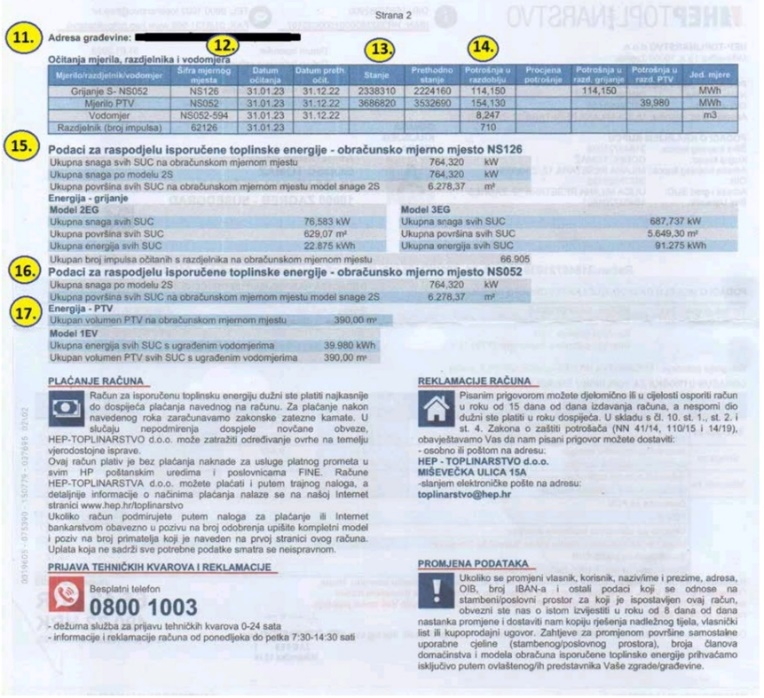 HEP TOPLINARSTVO
Strana 2
11. Adresa građevine:
12. 13. 14.
Očitanja mjerila, razdjelnika i vodomjera
Mjerilo/razdjelnik/vodomjer Šifra mjernog mjesta Datum očitanja Datum preth očit. Stanje Prethodno stanje Potrošnja u razdoblju Procjena potrošnje Potrošnja u razd. grijanje Potrošnja u razd. PTV Jed. mjere
Grijanje S- NS052 NS126 31.01.23 31.12.22 2338310 2224160 114,150 114,150 MWh
Mjerilo PTV NS052 31.01.23 31.12.22 3686820 3532690 154,130 39,980 MWh
Vodomjer NS052-594 31.01.23 31.12.22 8,247 m3
Razdjelnik (broj impulsa) 62126 31.01.23 710
15. Podaci za raspodjelu isporučene toplinske energije - obračunsko mjerno mjesto NS126
Ukupna snaga svih SUC na obračunskom mjernom mjestu 764,320 kW
Ukupna snaga po modelu 2S 764,320 kW
Ukupna površina svih SUC na obračunskom mjernom mjestu model snage 2S 6.278,37 m²
Energija - grijanje
Model 2EG Model 3EG
Ukupna snaga svih SUC 76,583 kW Ukupna snaga svih SUC 687,737 kW
Ukupna površina svih SUC 629,07 m² Ukupna površina svih SUC 5.649,30 m²
Ukupna energija svih SUC 22.875 kWh Ukupna energija svih SUC 91.275 kWh
Ukupan broj impulsa očitanih s razdjelnika na obračunskom mjernom mjestu 66.905
16. Podaci za raspodjelu isporučene toplinske energije - obračunsko mjerno mjesto NS052
Ukupna snaga po modelu 2S 764,320 kW
Ukupna površina svih SUC na obračunskom mjernom mjestu model snage 2S 6.278,37 m²
17. Energija - PTV
Ukupan volumen PTV na obračunskom mjernom mjestu 390,00 m³
Model 1EV
Ukupna energija svih SUC s ugrađenim vodomjerima 39.980 kWh
Ukupan volumen PTV svih SUC s ugrađenim vodomjerima 390,00 m³
PLAĆANJE RAČUNA
Račun za isporučenu toplinsku energiju dužni ste platiti najkasnije
do dospijeća plaćanja navednog na računu. Za plaćanje nakon
navedenog roka zaračunavamo zakonske zatezne kamate. U
slučaju nepodmirenja dospjele novčane obveze,
HEP-TOPLINARSTVO d.o.o. može zatražiti određivanje ovrhe na temelju
vjerodostojne isprave.
Ovaj račun plativ je bez plaćanja naknade za usluge platnog prometa u
svim HP poštanskim uredima i poslovnicama FINE. Račune
HEP-TOPLINARSTVA d.o.o. možete plaćati i putem trajnog naloga, a
detaljnije informacije o načinima plaćanja nalaze se na našoj Internet
stranici www.hep.hr/toplinarstvo
Ukoliko račun podmirujete putem naloga za plaćanje ili Internet
bankarstvom obavezno u pozivu na broj odobrenja upišite kompletni model
i poziv na broj primatelja koji je naveden na prvoj stranici ovog računa.
Uplata koja ne sadrži sve potrebne podatke smatra se neispravnom.
REKLAMACIJE RAČUNA
Pisanim prigovorom možete djelomično ili u cijelosti osporiti račun
u roku od 15 dana od dana izdavanja računa, a nesporni dio
dužni ste platiti u roku dospijeća. U skladu s čl. 10. st. 1., st. 2. i
st. 4. Zakona o zaštiti potrošača (NN 41/14, 110/15 i 14/19),
obavještavamo Vas da nam pisani prigovor možete dostaviti:
- osobno ili poštom na adresu:
HEP - TOPLINARSTVO d.o.o.
MIŠEVEČKA ULICA 15A
-slanjem elektroničke pošte na adresu:
toplinarstvo@hep.hr
PRIJAVA TEHNIČKIH KVAROVA I REKLAMACIJE
Besplatni telefon
0800 1003
- dežurna služba za prijavu tehničkih kvarova 0-24 sata
- informacije i reklamacije računa od ponedjeljka do petka 7:30-14:30 sati
PROMJENA PODATAKA
Ukoliko se promjeni vlasnik, korisnik, naziv/ime i prezime, adresa,
OIB, broj IBAN-a i ostali podaci koji se odnose na
stambeni/poslovni prostor za koji je ispostavljen ovaj račun,
obvezni ste nas o istom izvijestiti u roku od 8 dana od dana
nastanka promjene i dostaviti nam kopiju rješenja nadležnog tijela, vlasnički
list ili kupoprodajni ugovor. Zahtjeve za promjenom površine samostalne
uporabne cjeline (stambenog/poslovnog prostora), broja članova
domaćinstva i modela obračuna isporučene toplinske energije prihvaćamo
isključivo putem ovlaštenog/ih predstavnika Vaše zgrade/građevine.